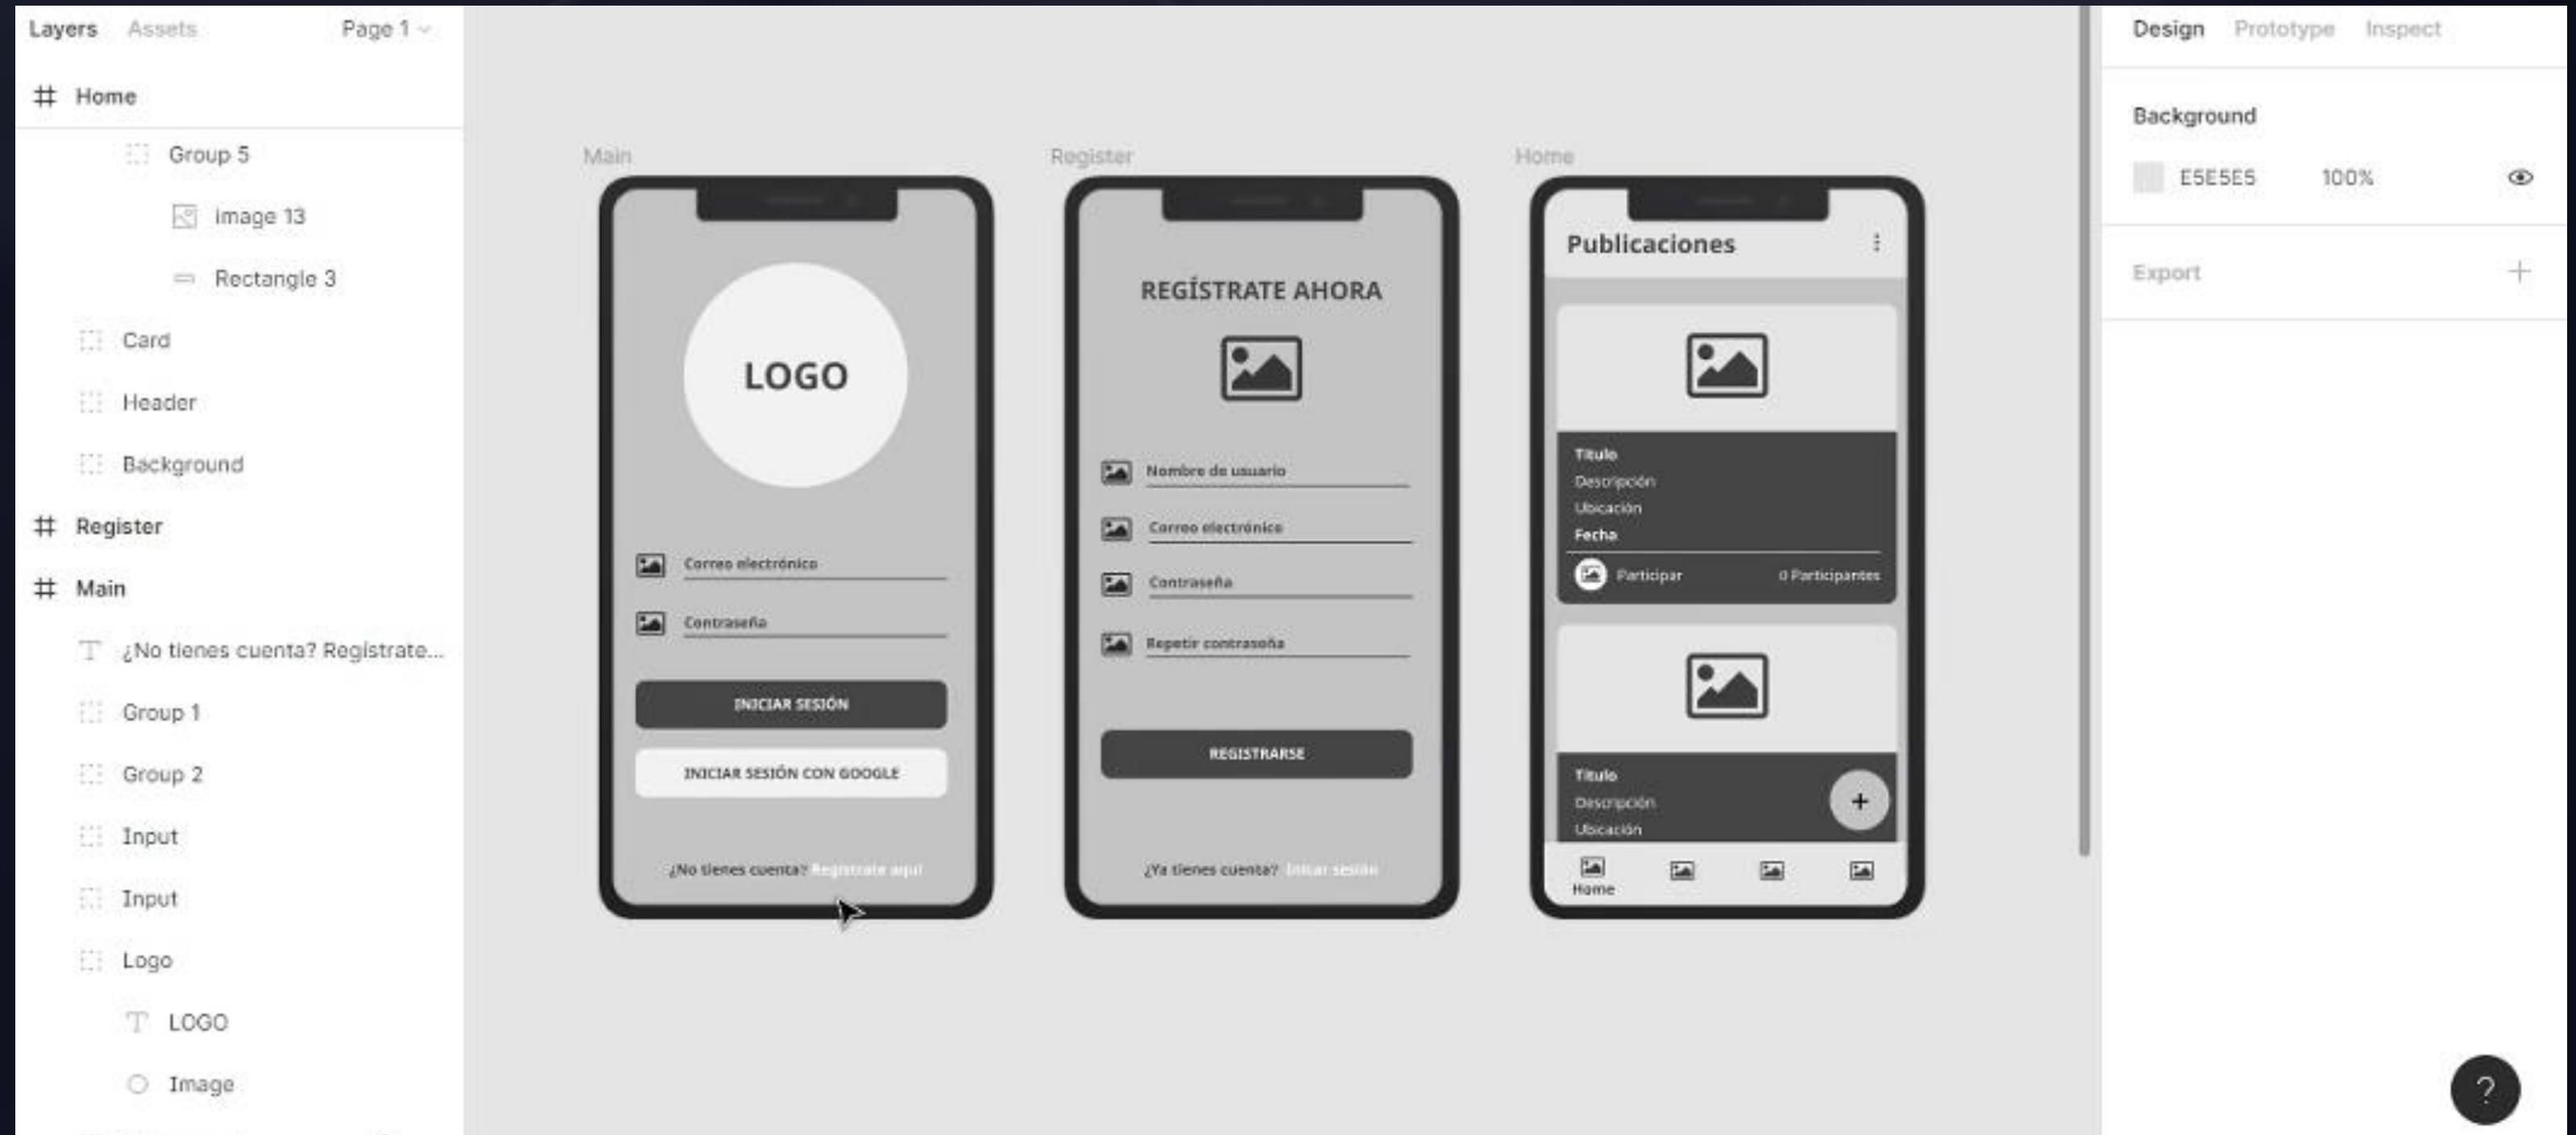 Layers Assets Page 1
Home
Group 5
image 13
Rectangle 3
Card
Header
Background
Register
Main
¿No tienes cuenta? Regístrate...
Group 1
Group 2
Input
Input
Logo
LOGO
Image
Main
LOGO
Correo electrónico
Contraseña
INICIAR SESIÓN
INICIAR SESIÓN CON GOOGLE
¿No tienes cuenta? Regístrate aquí
Register
REGÍSTRATE AHORA
Nombre de usuario
Correo electrónico
Contraseña
Repetir contraseña
REGISTRARSE
¿Ya tienes cuenta? Inicar sesión
Home
Publicaciones
Título
Descripción
Ubicación
Fecha
Participar 0 Participantes
Título
Descripción
Ubicación
+
Home
Design Prototype Inspect
Background
E5E5E5 100%
Export
?